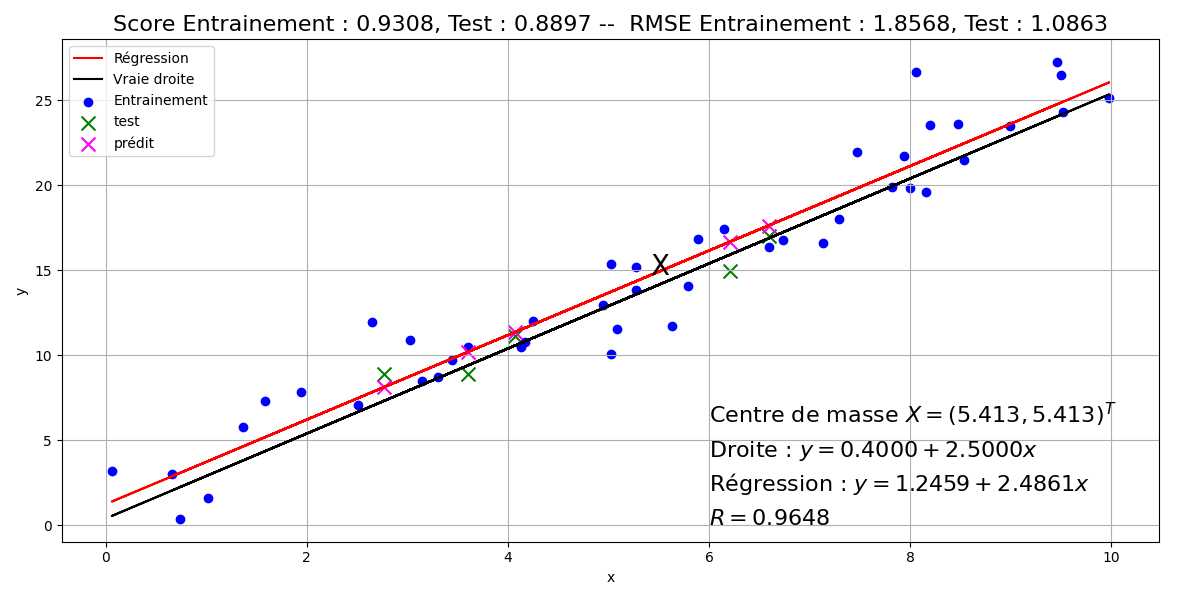 Score Entrainement : 0.9308, Test : 0.8897 -- RMSE Entrainement : 1.8568, Test : 1.0863
Régression
Vraie droite
Entrainement
test
prédit
25
20
15
10
5
0
y
X
Centre de masse X = (5.413, 5.413)^T
Droite : y = 0.4000 + 2.5000x
Régression : y = 1.2459 + 2.4861x
R = 0.9648
0 2 4 6 8 10
x